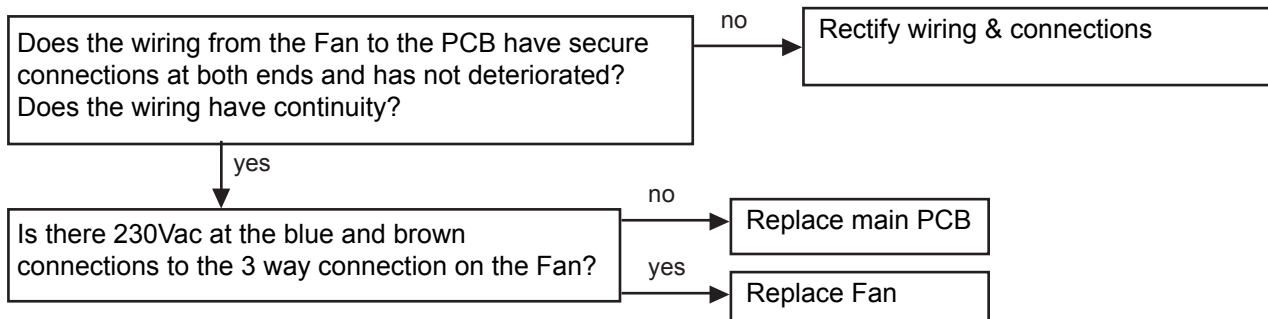 Does the wiring from the Fan to the PCB have secure
connections at both ends and has not deteriorated?
Does the wiring have continuity?
no
Rectify wiring & connections
yes
Is there 230Vac at the blue and brown
connections to the 3 way connection on the Fan?
no
Replace main PCB
yes
Replace Fan